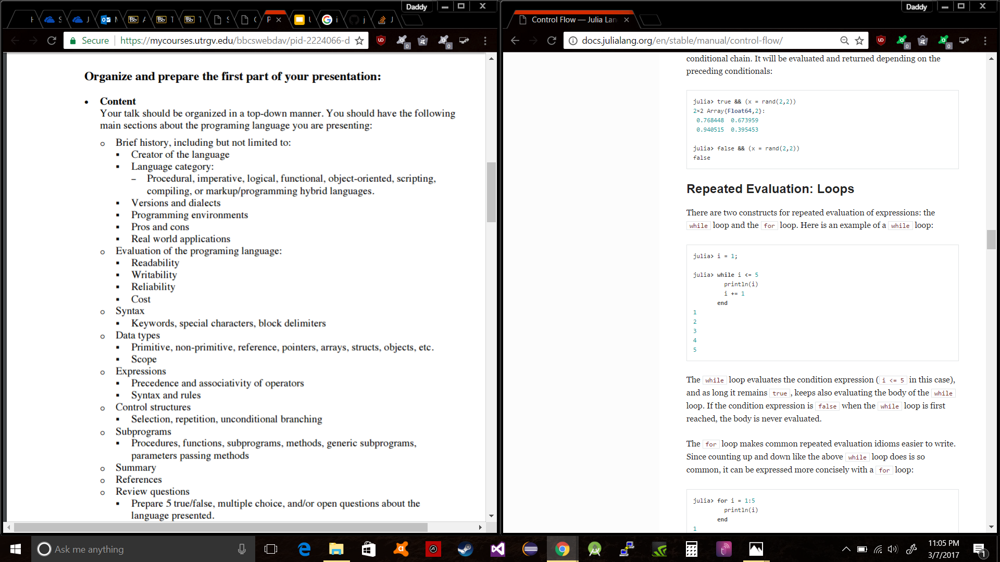 Daddy
Secure
https://mycourses.utrgv.edu/bbcswebdav/pid-2224066-d
Organize and prepare the first part of your presentation:
• Content
Your talk should be organized in a top-down manner. You should have the following
main sections about the programing language you are presenting:
o Brief history, including but not limited to:
▪ Creator of the language
▪ Language category:
– Procedural, imperative, logical, functional, object-oriented, scripting,
compiling, or markup/programming hybrid languages.
▪ Versions and dialects
▪ Programming environments
▪ Pros and cons
▪ Real world applications
o Evaluation of the programing language:
▪ Readability
▪ Writability
▪ Reliability
▪ Cost
o Syntax
▪ Keywords, special characters, block delimiters
o Data types
▪ Primitive, non-primitive, reference, pointers, arrays, structs, objects, etc.
▪ Scope
o Expressions
▪ Precedence and associativity of operators
▪ Syntax and rules
o Control structures
▪ Selection, repetition, unconditional branching
o Subprograms
▪ Procedures, functions, subprograms, methods, generic subprograms,
parameters passing methods
o Summary
o References
o Review questions
▪ Prepare 5 true/false, multiple choice, and/or open questions about the
language presented.
Daddy
Control Flow — Julia Lan
docs.julialang.org/en/stable/manual/control-flow/
conditional chain. It will be evaluated and returned depending on the
preceding conditionals:
julia> true && (x = rand(2,2))
2×2 Array{Float64,2}:
0.768448 0.673959
0.940515 0.395453
julia> false && (x = rand(2,2))
false
Repeated Evaluation: Loops
There are two constructs for repeated evaluation of expressions: the
while loop and the for loop. Here is an example of a while loop:
julia> i = 1;
julia> while i <= 5
println(i)
i += 1
end
1
2
3
4
5
The while loop evaluates the condition expression ( i <= 5 in this case),
and as long it remains true , keeps also evaluating the body of the while
loop. If the condition expression is false when the while loop is first
reached, the body is never evaluated.
The for loop makes common repeated evaluation idioms easier to write.
Since counting up and down like the above while loop does is so
common, it can be expressed more concisely with a for loop:
julia> for i = 1:5
println(i)
end
1
Ask me anything
11:05 PM
3/7/2017
1